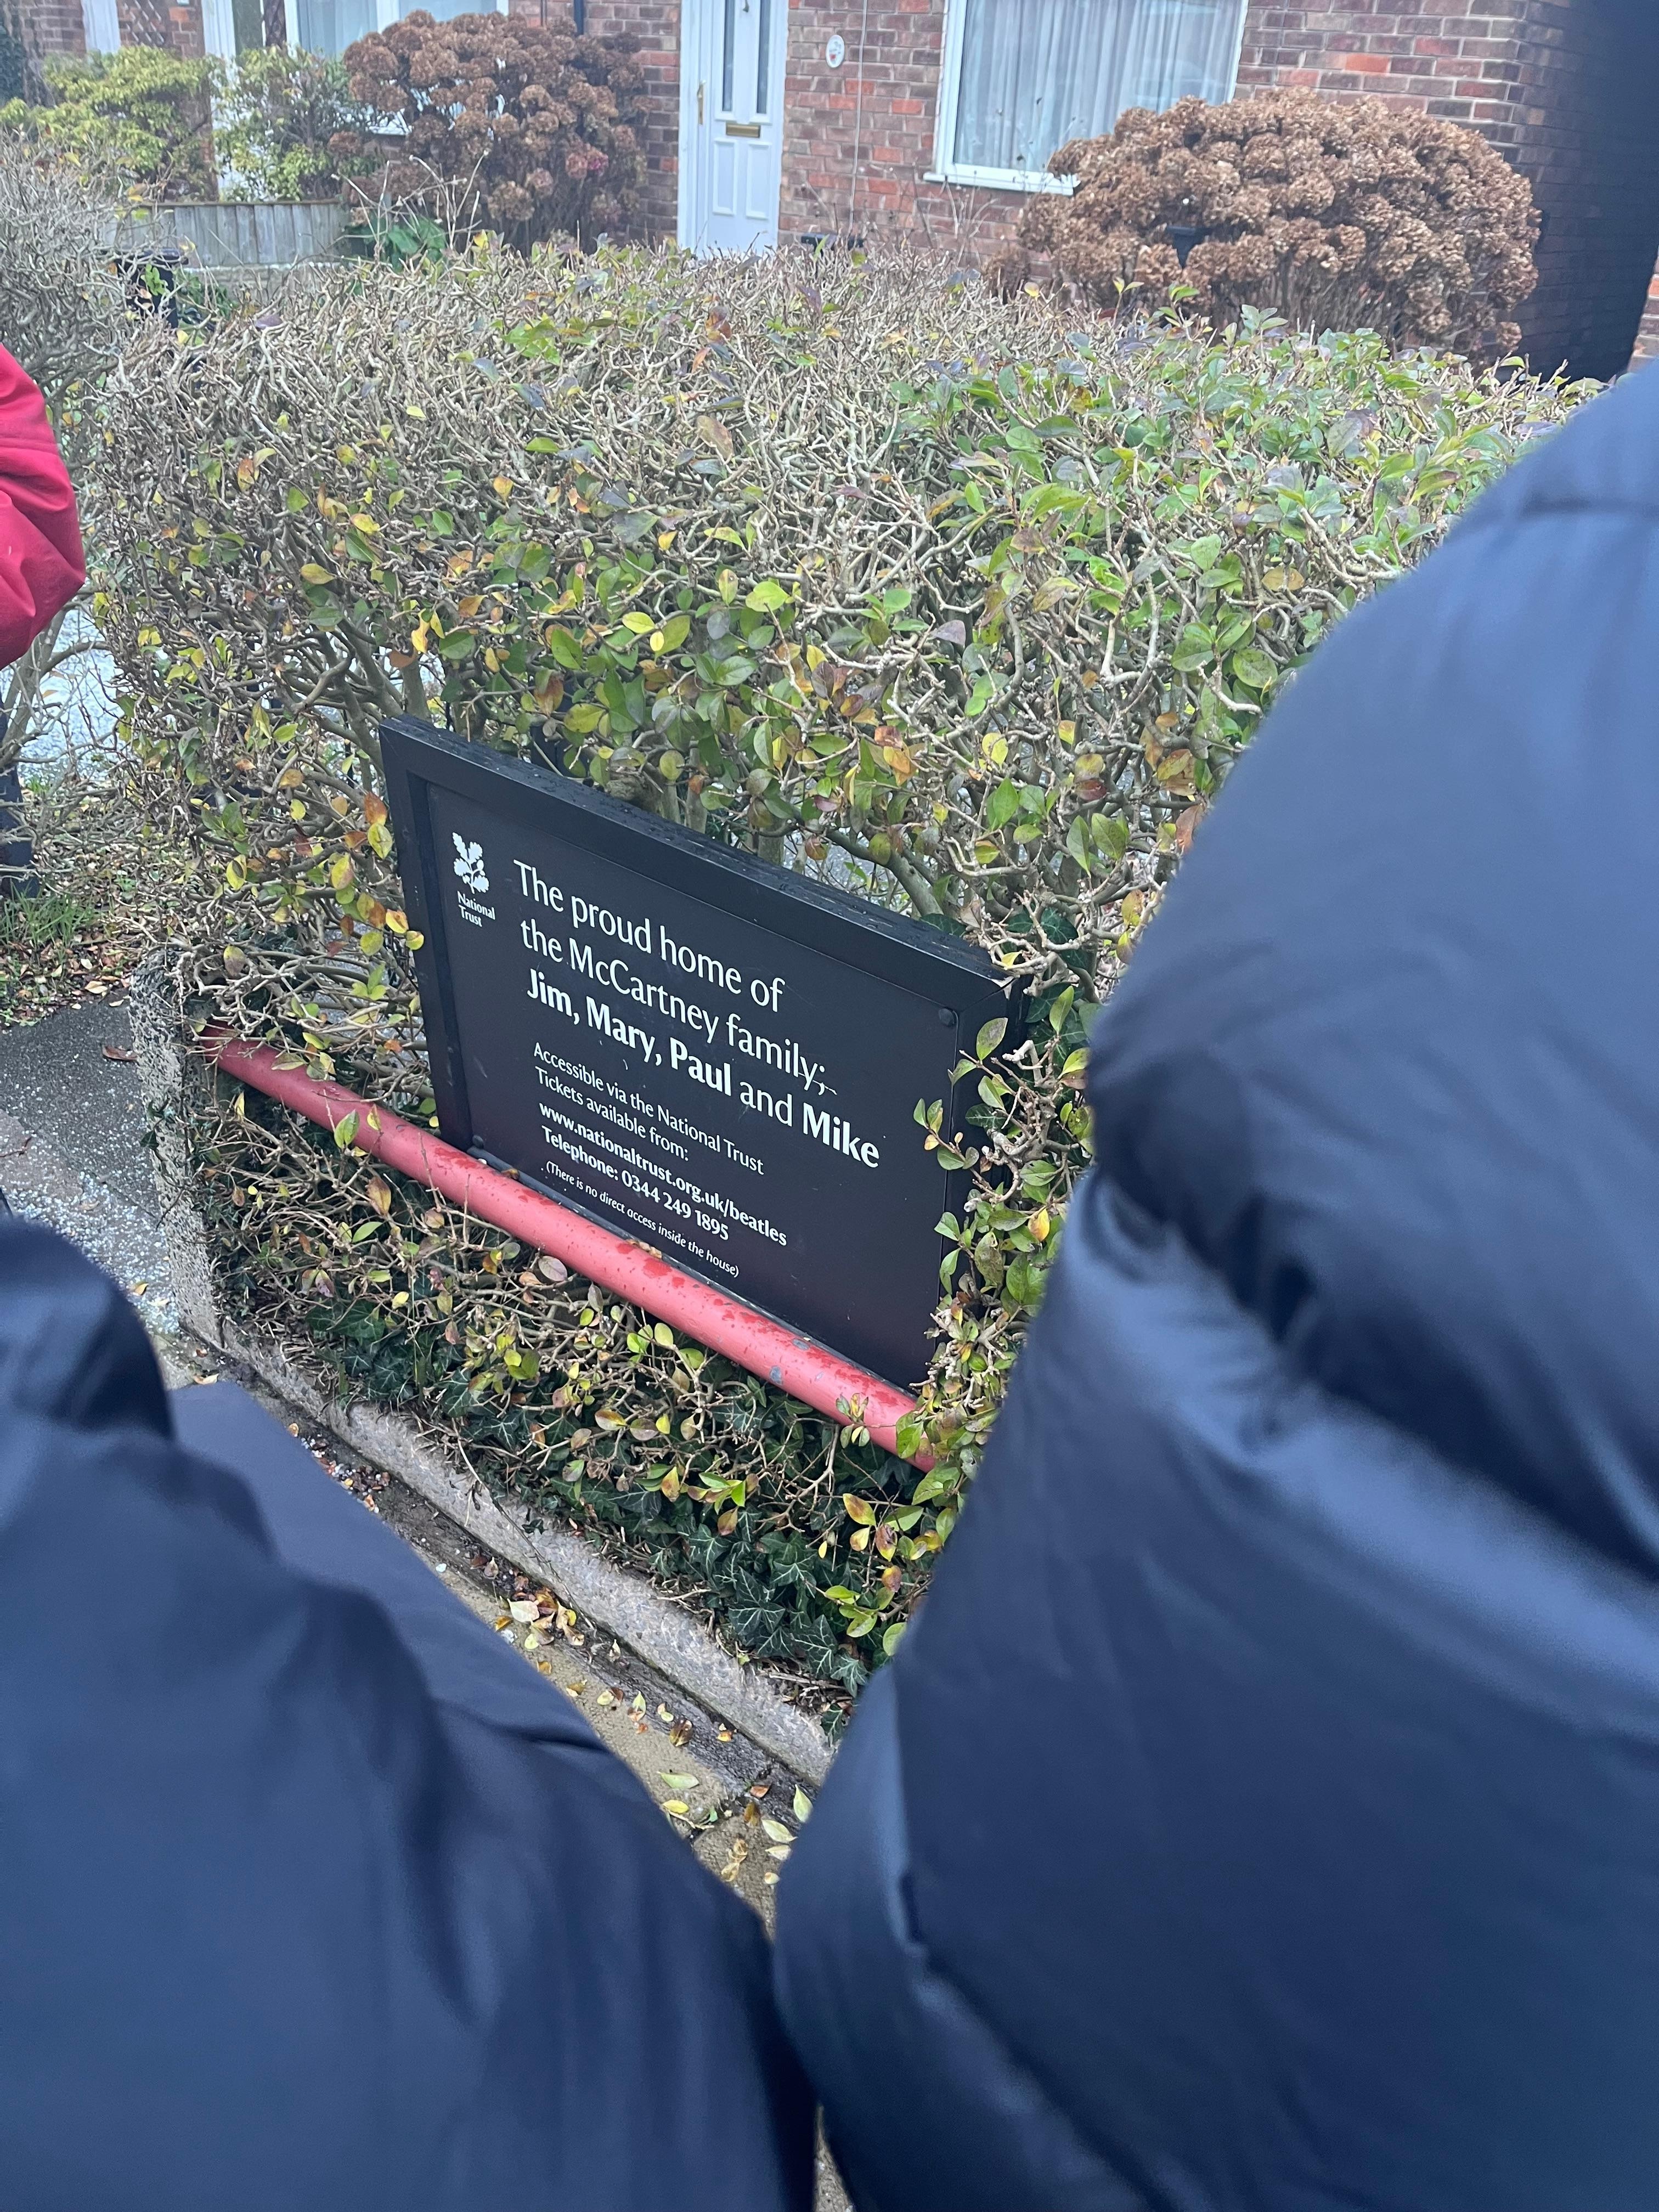 National
Trust
The proud home of
the McCartney family;
Jim, Mary, Paul and Mike
Accessible via the National Trust
Tickets available from:
www.nationaltrust.org.uk/beatles
Telephone: 0344 249 1895
(There is no direct access inside the house)